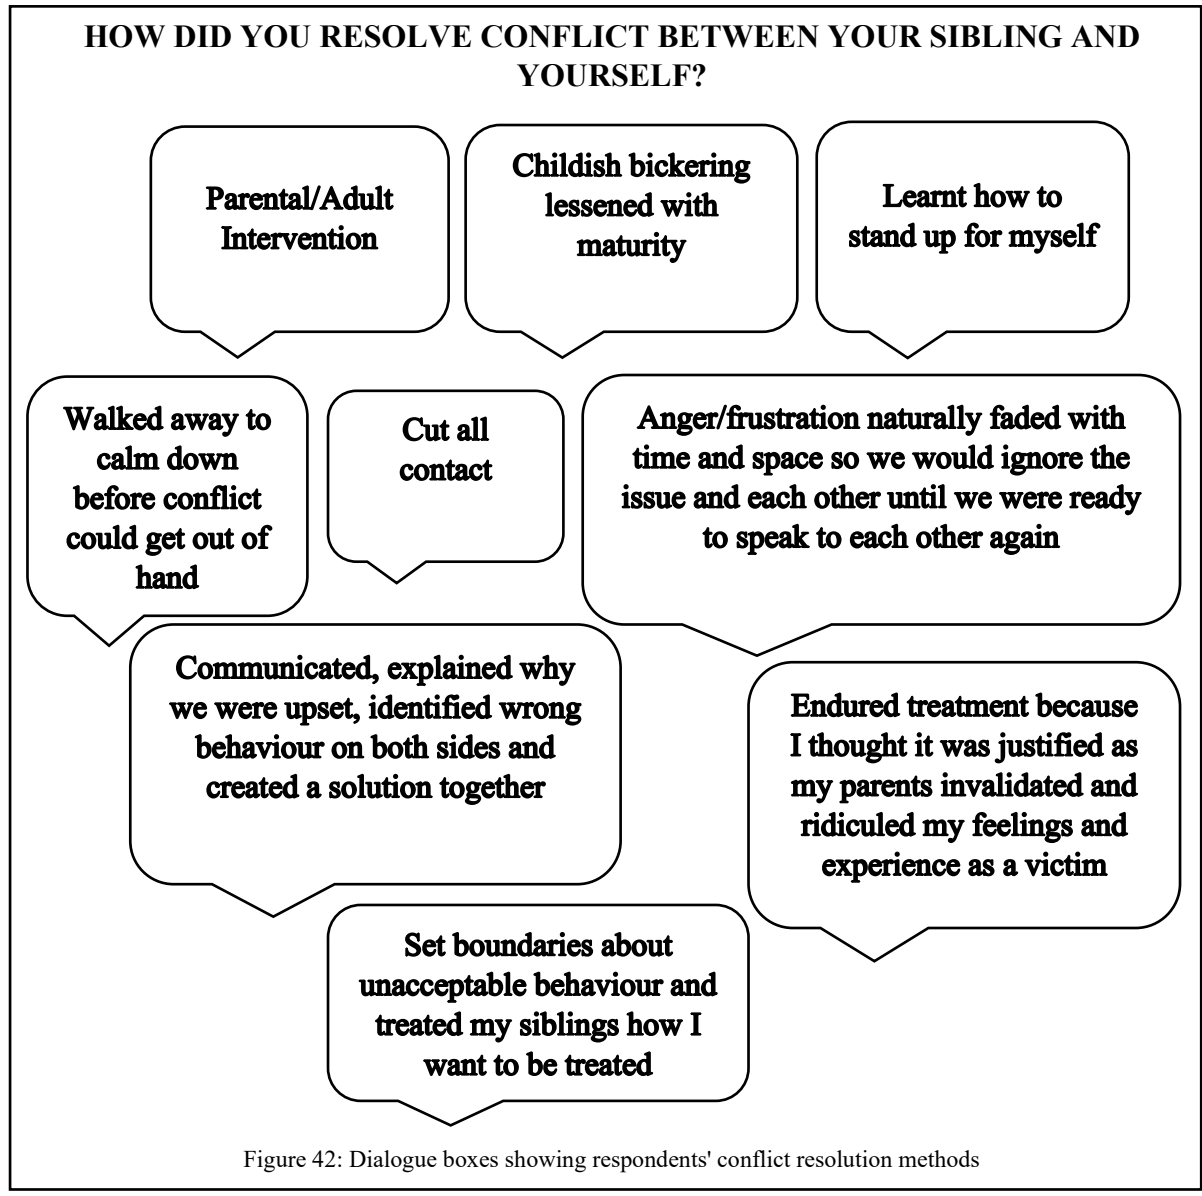 HOW DID YOU RESOLVE CONFLICT BETWEEN YOUR SIBLING AND
YOURSELF?
Parental/Adult
Intervention
Childish bickering
lessened with
maturity
Learnt how to
stand up for myself
Walked away to
calm down
before conflict
could get out of
hand
Cut all
contact
Anger/frustration naturally faded with
time and space so we would ignore the
issue and each other until we were ready
to speak to each other again
Communicated, explained why
we were upset, identified wrong
behaviour on both sides and
created a solution together
Endured treatment because
I thought it was justified as
my parents invalidated and
ridiculed my feelings and
experience as a victim
Set boundaries about
unacceptable behaviour and
treated my siblings how I
want to be treated
Figure 42: Dialogue boxes showing respondents' conflict resolution methods